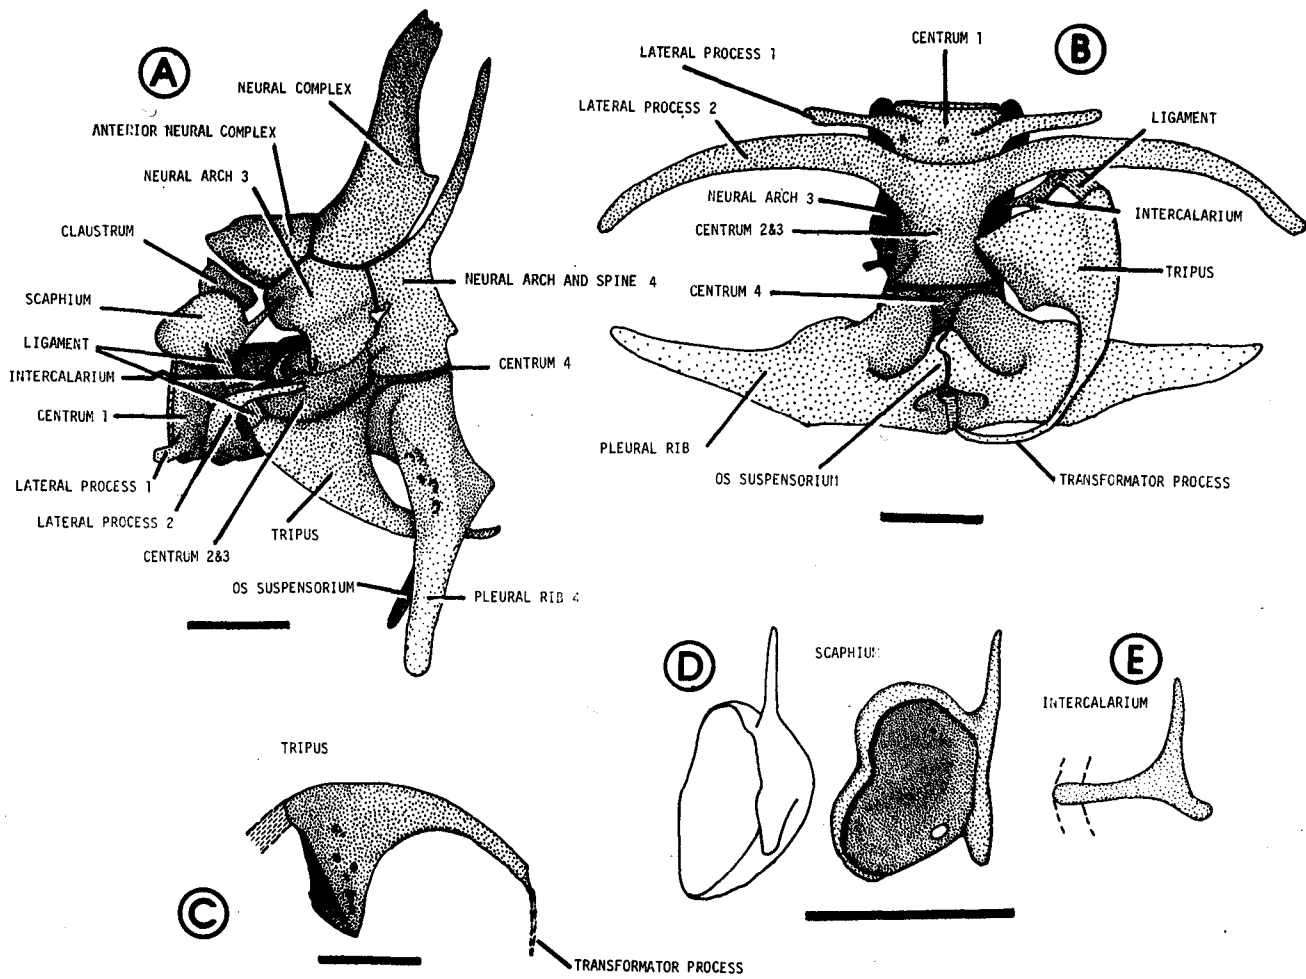 A
NEURAL COMPLEX
ANTERIOR NEURAL COMPLEX
NEURAL ARCH 3
CLAUSTRUM
SCAPHIUM
LIGAMENT
INTERCALARIUM
CENTRUM 1
LATERAL PROCESS 1
LATERAL PROCESS 2
CENTRUM 2&3
TRIPUS
OS SUSPENSORIUM
PLEURAL RIB 4
CENTRUM 4
NEURAL ARCH AND SPINE 4
B
CENTRUM 1
LATERAL PROCESS 1
LATERAL PROCESS 2
LIGAMENT
NEURAL ARCH 3
INTERCALARIUM
CENTRUM 2&3
TRIPUS
CENTRUM 4
PLEURAL RIB
OS SUSPENSORIUM
TRANSFORMATOR PROCESS
C
TRIPUS
TRANSFORMATOR PROCESS
D
SCAPHIUM
E
INTERCALARIUM